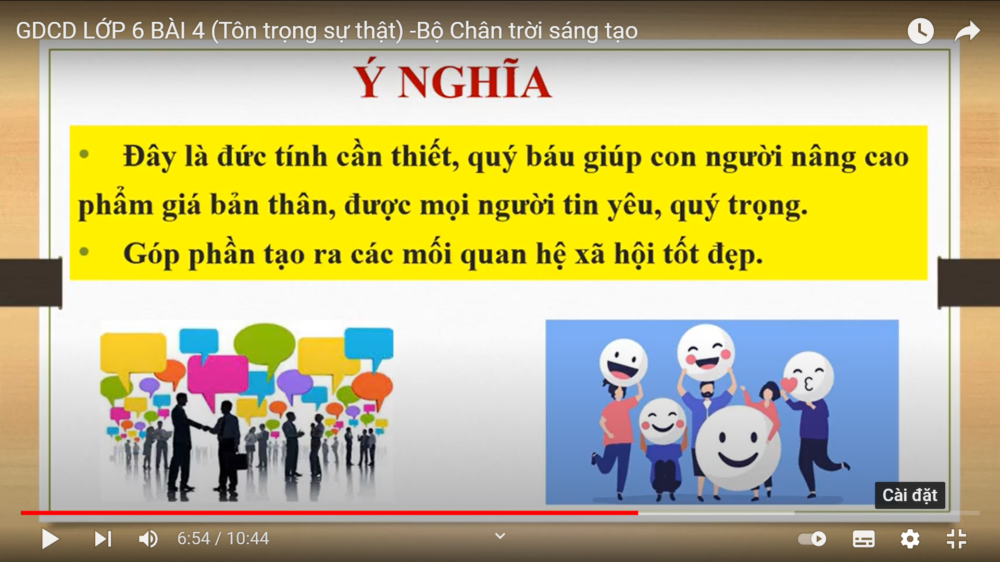 GDCD LỚP 6 BÀI 4 (Tôn trọng sự thật) -Bộ Chân trời sáng tạo
Ý NGHĨA
• Đây là đức tính cần thiết, quý báu giúp con người nâng cao
phẩm giá bản thân, được mọi người tin yêu, quý trọng.
• Góp phần tạo ra các mối quan hệ xã hội tốt đẹp.
Cài đặt
6:54 / 10:44